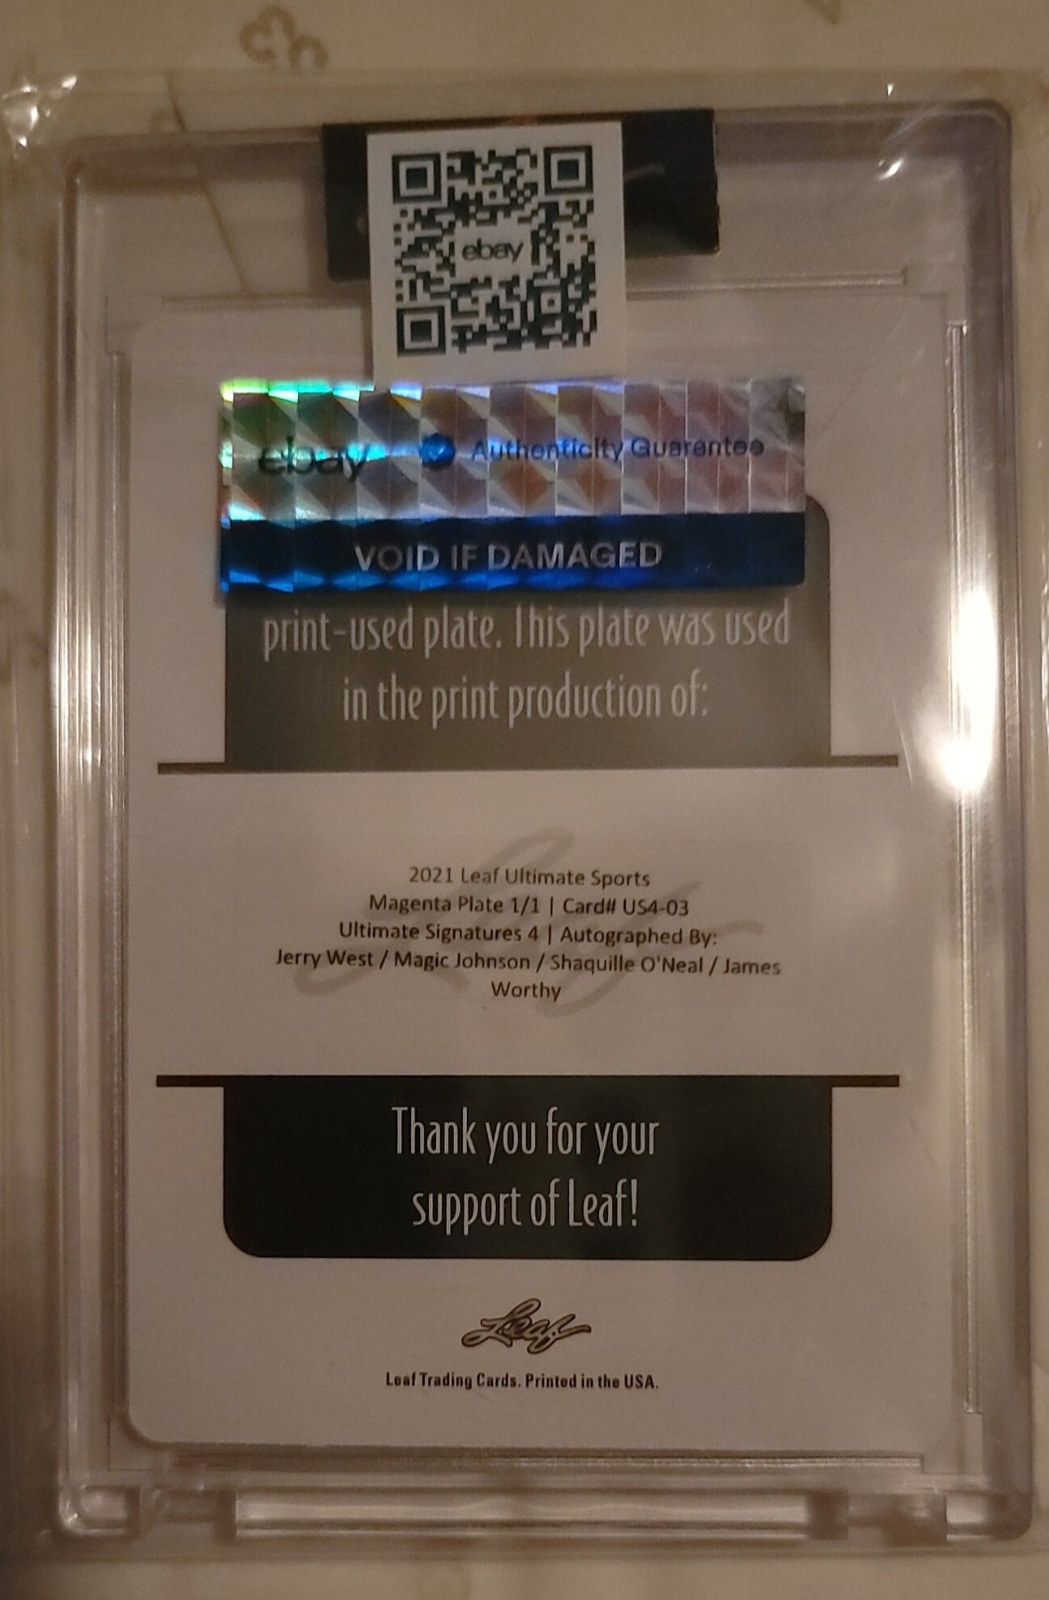 ebay
ebay Authenticity Guarantee
VOID IF DAMAGED
print-used plate. This plate was used
in the print production of:
2021 Leaf Ultimate Sports
Magenta Plate 1/1 | Card# US4-03
Ultimate Signatures 4 | Autographed By:
Jerry West / Magic Johnson / Shaquille O'Neal / James
Worthy
Thank you for your
support of Leaf!
Leaf
Leaf Trading Cards. Printed in the USA.